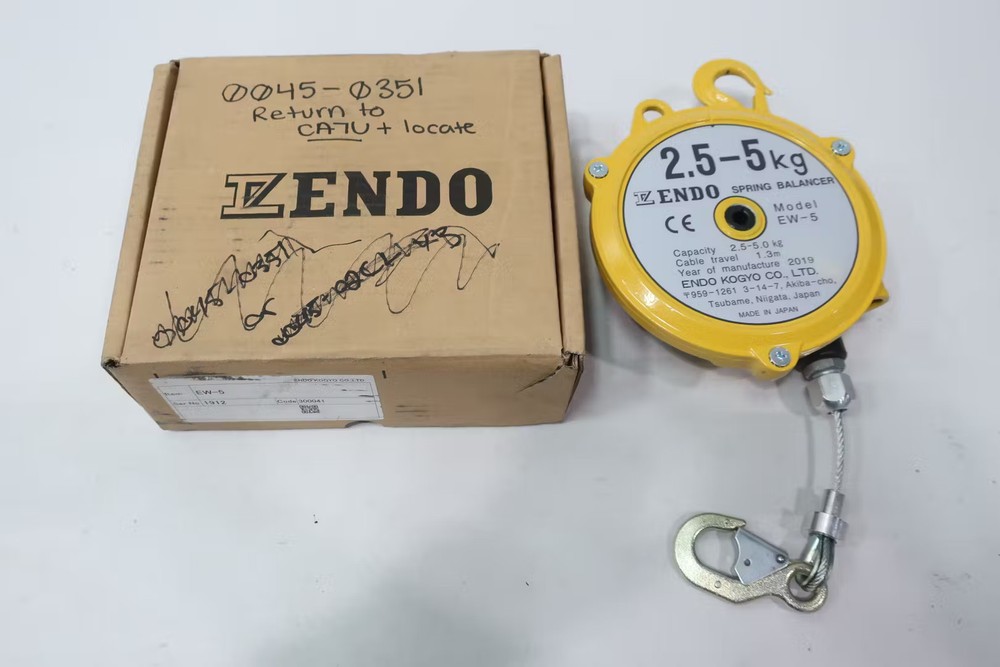 0045-0351
Return to
CA7U + locate
ENDO
EW-5
1912
Code 300041
2.5-5kg
ENDO SPRING BALANCER
CE
Model
EW-5
Capacity 2.5-5.0 kg
Cable travel 1.3m
Year of manufacture 2019
ENDO KOGYO CO., LTD.
〒959-1261 3-14-7, Akiba-cho,
Tsubame, Niigata, Japan
MADE IN JAPAN